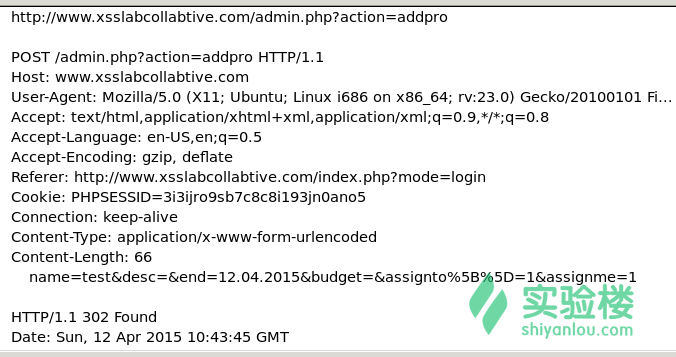 http://www.xsslabcollabtive.com/admin.php?action=addpro
POST /admin.php?action=addpro HTTP/1.1
Host: www.xsslabcollabtive.com
User-Agent: Mozilla/5.0 (X11; Ubuntu; Linux i686 on x86_64; rv:23.0) Gecko/20100101 Fi...
Accept: text/html,application/xhtml+xml,application/xml;q=0.9,*/*;q=0.8
Accept-Language: en-US,en;q=0.5
Accept-Encoding: gzip, deflate
Referer: http://www.xsslabcollabtive.com/index.php?mode=login
Cookie: PHPSESSID=3i3ijro9sb7c8c8i193jn0ano5
Connection: keep-alive
Content-Type: application/x-www-form-urlencoded
Content-Length: 66
name=test&desc=&end=12.04.2015&budget=&assignto%5B%5D=1&assignme=1
HTTP/1.1 302 Found
Date: Sun, 12 Apr 2015 10:43:45 GMT
实验楼
shiyanlou.com